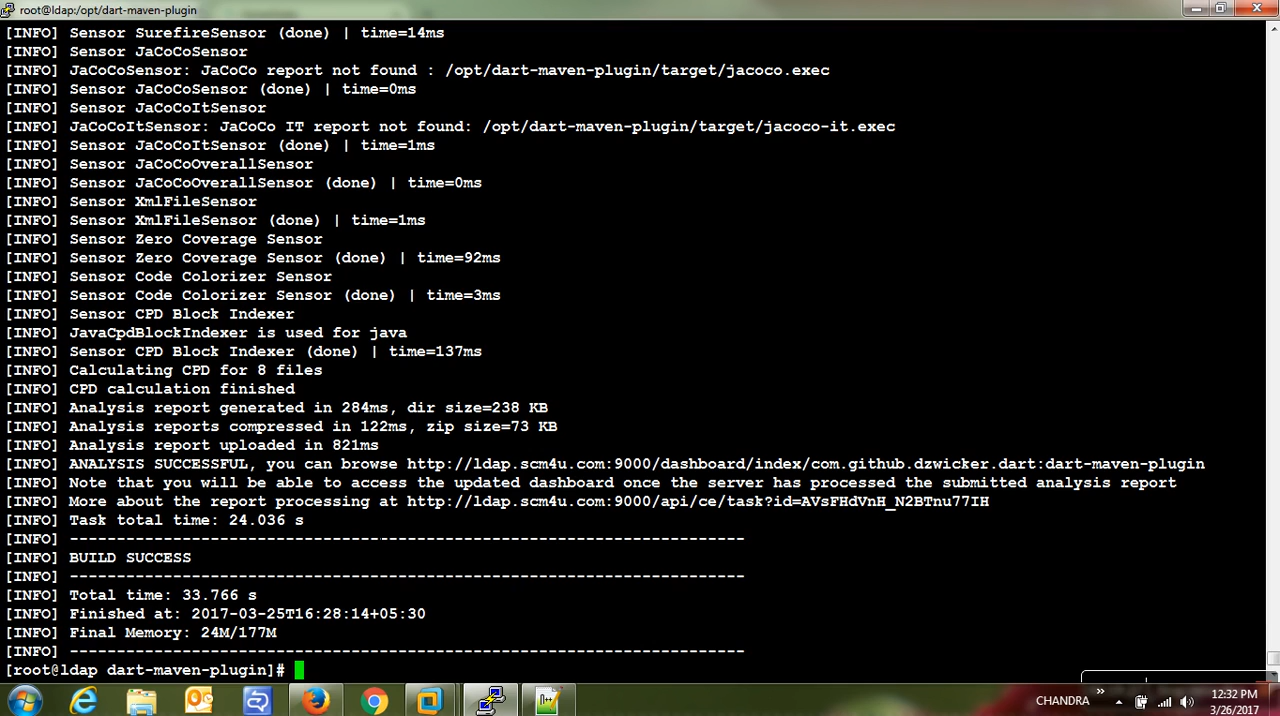 root@ldap:/opt/dart-maven-plugin
[INFO] Sensor SurefireSensor (done) | time=14ms
[INFO] Sensor JaCoCoSensor
[INFO] JaCoCoSensor: JaCoCo report not found : /opt/dart-maven-plugin/target/jacoco.exec
[INFO] Sensor JaCoCoSensor (done) | time=0ms
[INFO] Sensor JaCoCoItSensor
[INFO] JaCoCoItSensor: JaCoCo IT report not found: /opt/dart-maven-plugin/target/jacoco-it.exec
[INFO] Sensor JaCoCoItSensor (done) | time=1ms
[INFO] Sensor JaCoCoOverallSensor
[INFO] Sensor JaCoCoOverallSensor (done) | time=0ms
[INFO] Sensor XmlFileSensor
[INFO] Sensor XmlFileSensor (done) | time=1ms
[INFO] Sensor Zero Coverage Sensor
[INFO] Sensor Zero Coverage Sensor (done) | time=92ms
[INFO] Sensor Code Colorizer Sensor
[INFO] Sensor Code Colorizer Sensor (done) | time=3ms
[INFO] Sensor CPD Block Indexer
[INFO] JavaCpdBlockIndexer is used for java
[INFO] Sensor CPD Block Indexer (done) | time=137ms
[INFO] Calculating CPD for 8 files
[INFO] CPD calculation finished
[INFO] Analysis report generated in 284ms, dir size=238 KB
[INFO] Analysis reports compressed in 122ms, zip size=73 KB
[INFO] Analysis report uploaded in 821ms
[INFO] ANALYSIS SUCCESSFUL, you can browse http://ldap.scm4u.com:9000/dashboard/index/com.github.dzwicker.dart:dart-maven-plugin
[INFO] Note that you will be able to access the updated dashboard once the server has processed the submitted analysis report
[INFO] More about the report processing at http://ldap.scm4u.com:9000/api/ce/task?id=AVsFHdVnH_N2BTnu77IH
[INFO] Task total time: 24.036 s
[INFO] ------------------------------------------------------------------------
[INFO] BUILD SUCCESS
[INFO] ------------------------------------------------------------------------
[INFO] Total time: 33.766 s
[INFO] Finished at: 2017-03-25T16:28:14+05:30
[INFO] Final Memory: 24M/177M
[INFO] ------------------------------------------------------------------------
[root@ldap dart-maven-plugin]#
CHANDRA
12:32 PM
3/26/2017